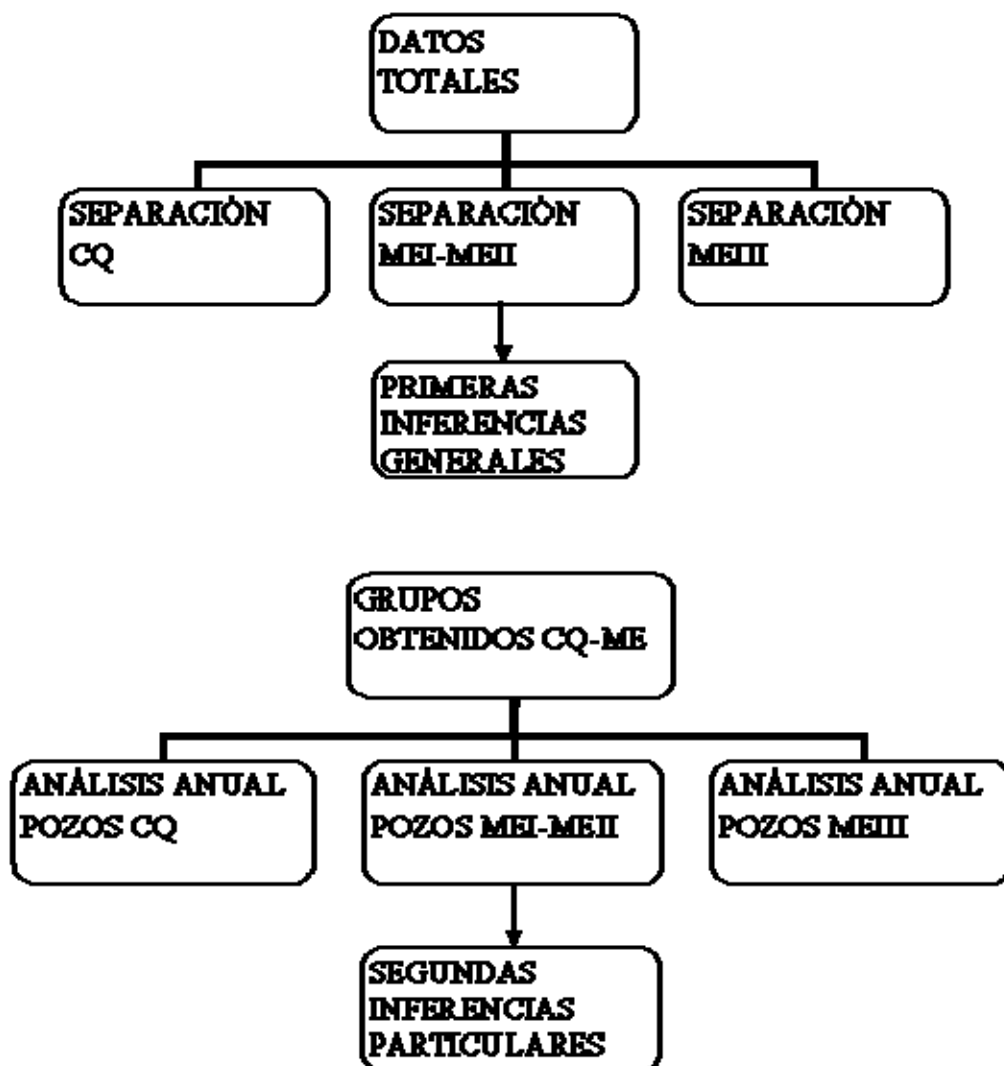 DATOS
TOTALES
SEPARACIÓN
CQ
SEPARACIÓN
MEI-MEII
SEPARACIÓN
MEIII
PRIMERAS
INFERENCIAS
GENERALES
GRUPOS
OBTENIDOS CQ-ME
ANÁLISIS ANUAL
POZOS CQ
ANÁLISIS ANUAL
POZOS MEI-MEII
ANÁLISIS ANUAL
POZOS MEIII
SEGUNDAS
INFERENCIAS
PARTICULARES